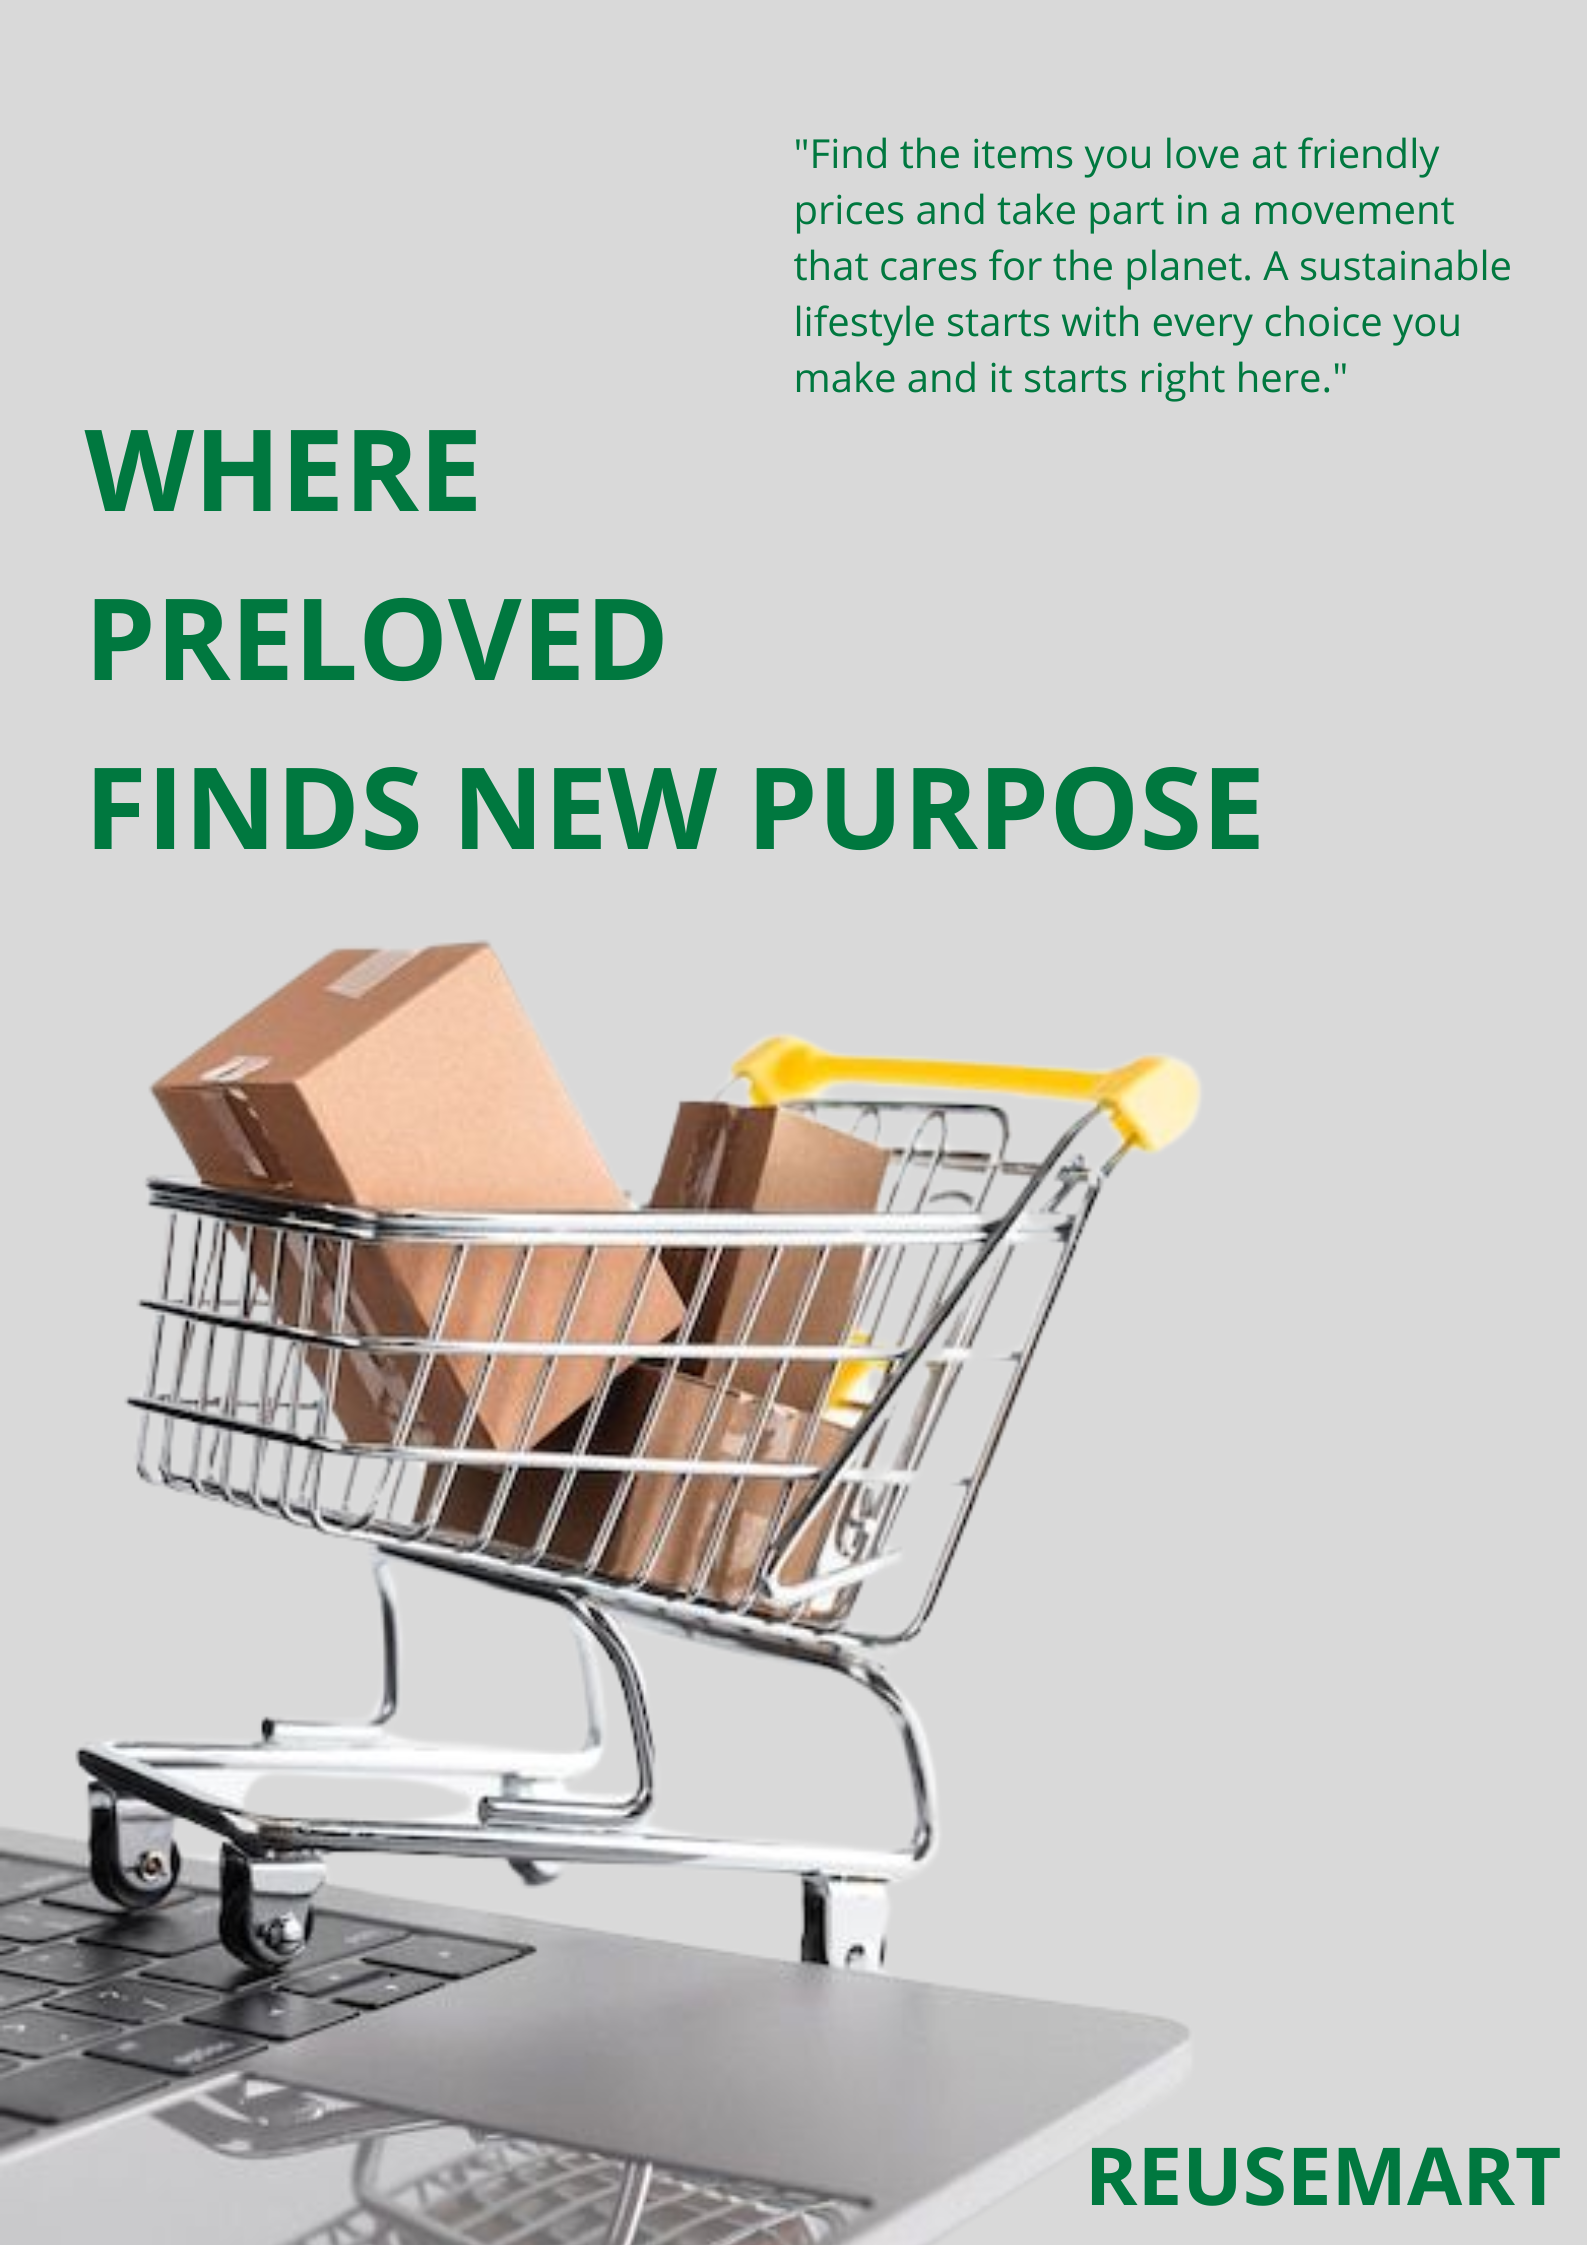 "Find the items you love at friendly
prices and take part in a movement
that cares for the planet. A sustainable
lifestyle starts with every choice you
make and it starts right here."
WHERE
PRELOVED
FINDS NEW PURPOSE
REUSEMART